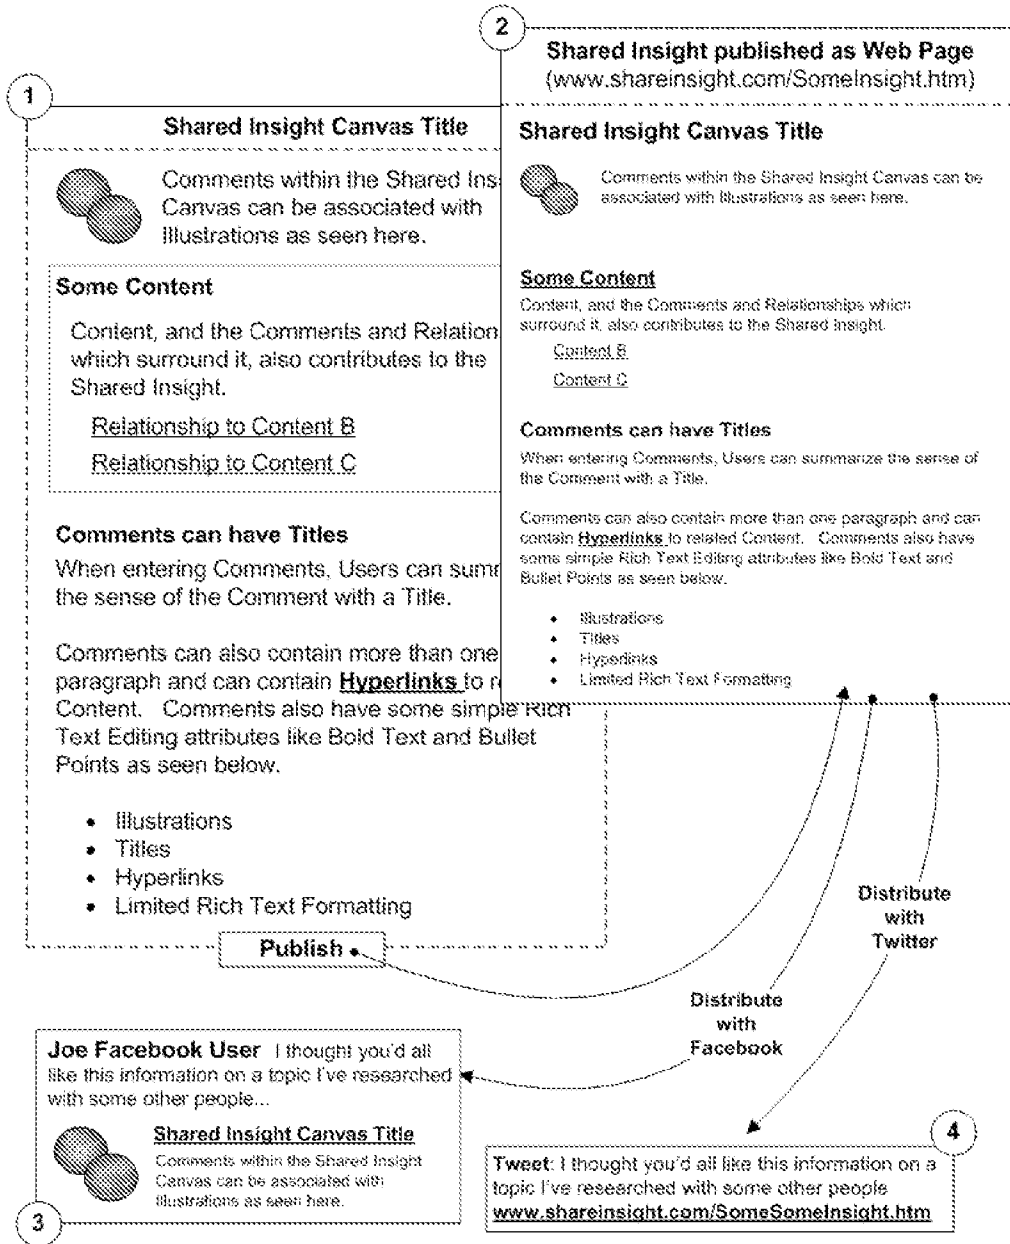 1
Shared Insight Canvas Title
Comments within the Shared Ins
Canvas can be associated with
Illustrations as seen here.
Some Content
Content, and the Comments and Relation
which surround it, also contributes to the
Shared Insight.
Relationship to Content B
Relationship to Content C
Comments can have Titles
When entering Comments, Users can summ
the sense of the Comment with a Title.
Comments can also contain more than one
paragraph and can contain Hyperlinks to r
Content. Comments also have some simple Rich
Text Editing attributes like Bold Text and Bullet
Points as seen below.
• Illustrations
• Titles
• Hyperlinks
• Limited Rich Text Formatting
Publish
2
Shared Insight published as Web Page
(www.shareinsight.com/SomeInsight.htm)
Shared Insight Canvas Title
Comments within the Shared Insight Canvas can be
associated with Illustrations as seen here.
Some Content
Content, and the Comments and Relationships which
surround it, also contributes to the Shared Insight.
Content B
Content C
Comments can have Titles
When entering Comments, Users can summarize the sense of
the Comment with a Title.
Comments can also contain more than one paragraph and can
contain Hyperlinks to related Content. Comments also have
some simple Rich Text Editing attributes like Bold Text and
Bullet Points as seen below.
• Illustrations
• Titles
• Hyperlinks
• Limited Rich Text Formatting
Distribute
with
Twitter
Distribute
with
Facebook
Joe Facebook User I thought you'd all
like this information on a topic I've researched
with some other people...
Shared Insight Canvas Title
Comments within the Shared Insight
Canvas can be associated with
Illustrations as seen here.
3
4
Tweet: I thought you'd all like this information on a
topic I've researched with some other people
www.shareinsight.com/SomeSomeInsight.htm